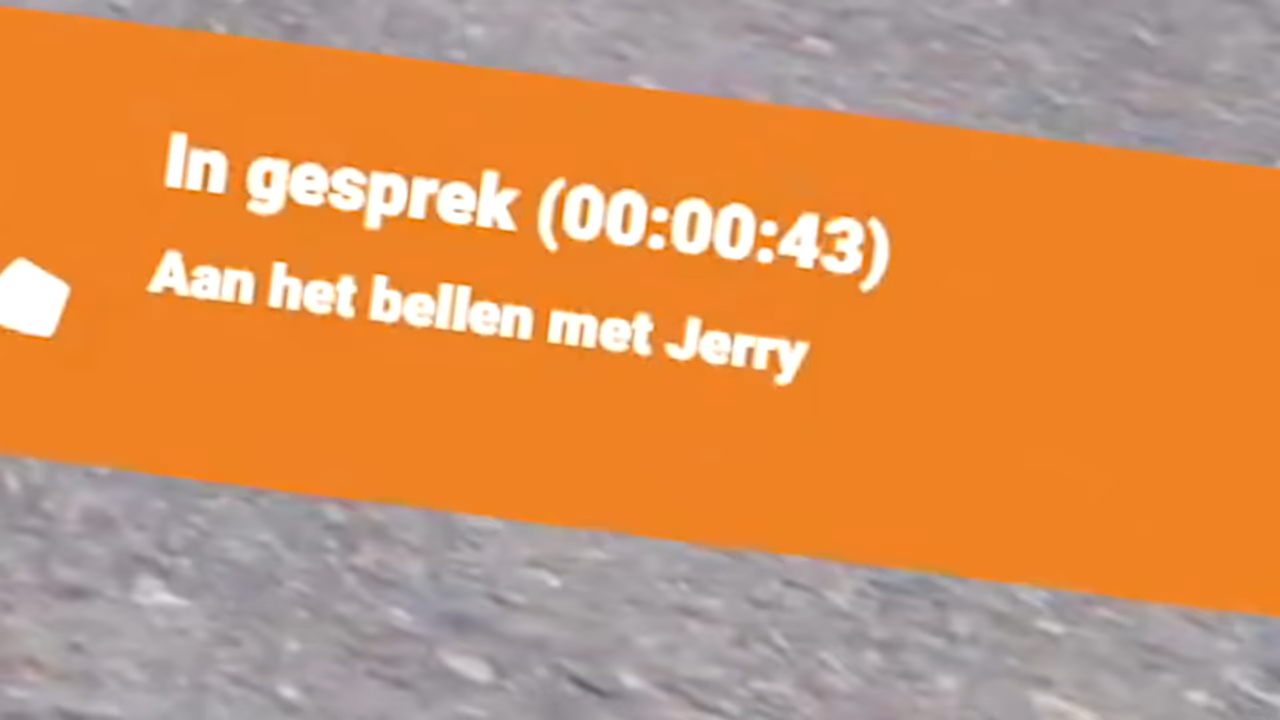 In gesprek (00:00:43)
Aan het bellen met Jerry